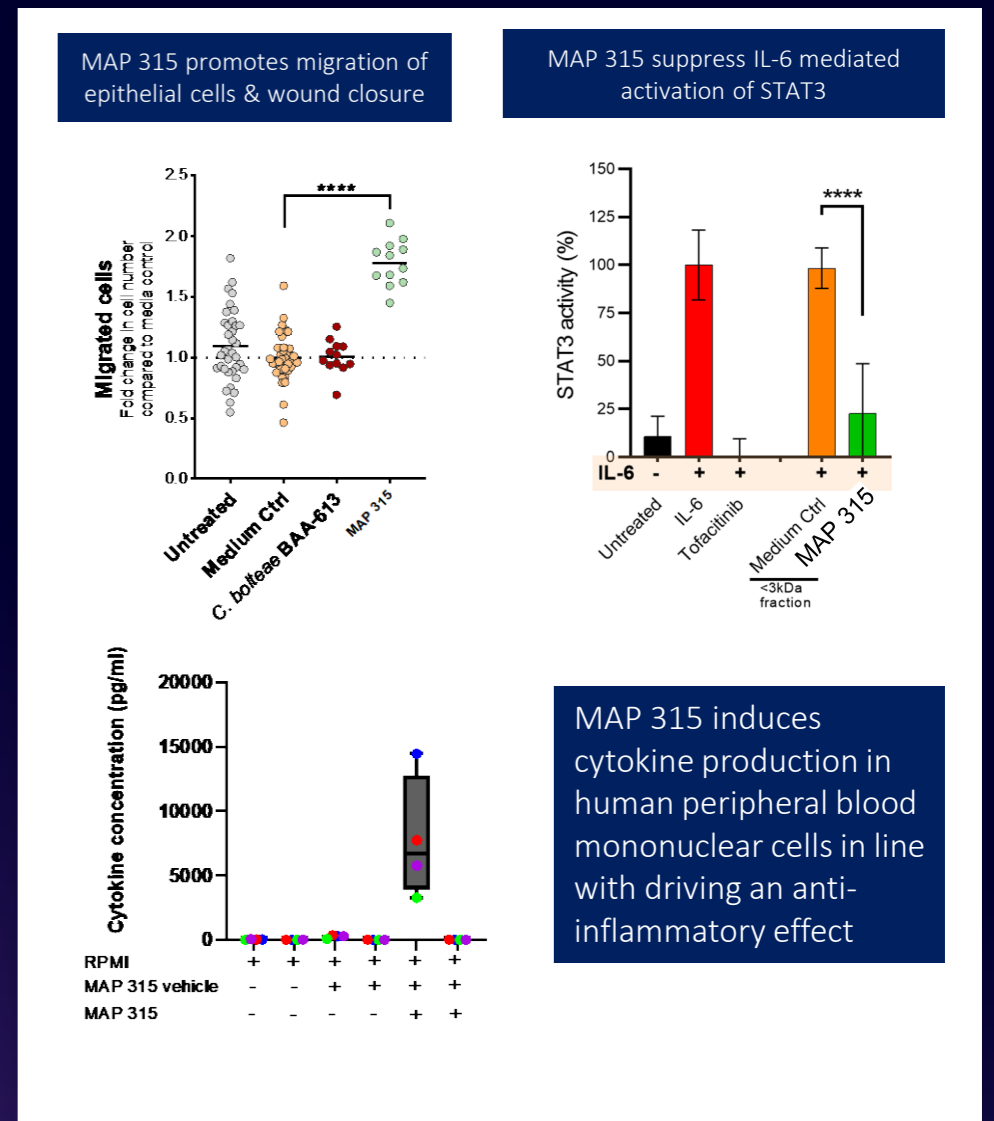 MAP 315 promotes migration of
epithelial cells & wound closure
MAP 315 suppress IL-6 mediated
activation of STAT3
2.5
2.0
1.5
1.0
0.5
0.0
Migrated cells
Fold change in cell number
compared to media control
****
Untreated
Medium Ctrl
C. bolteae BAA-613
MAP 315
150
125
100
75
50
25
0
STAT3 activity (%)
****
IL-6 - + + + +
Untreated
IL-6
Tofacitinib
Medium Ctrl
MAP 315
<3kDa
fraction
Cytokine concentration (pg/ml)
20000
15000
10000
5000
0
RPMI + + + + + +
MAP 315 vehicle - - + + + +
MAP 315 - - - - + +
MAP 315 induces
cytokine production in
human peripheral blood
mononuclear cells in line
with driving an anti-
inflammatory effect